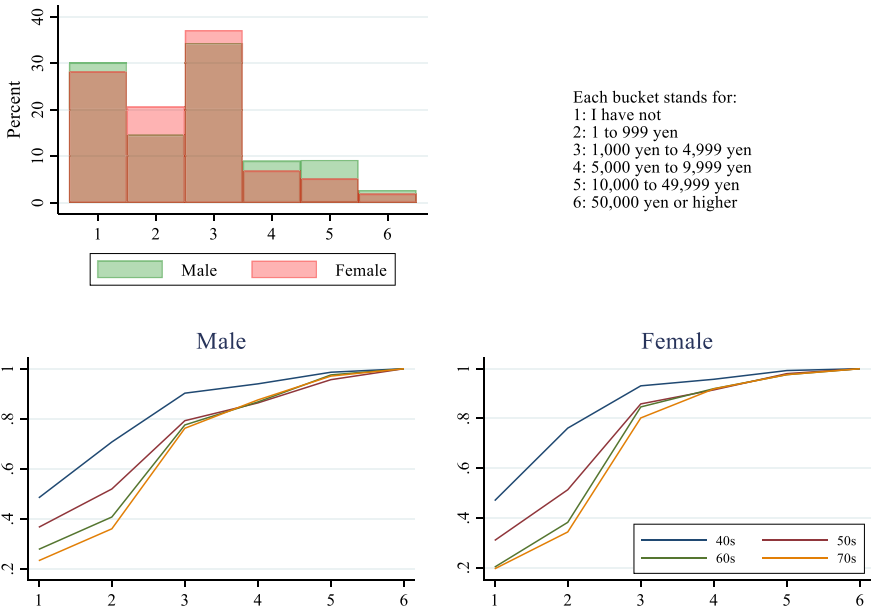 40
30
20
10
0
Percent
1 2 3 4 5 6
Male Female
Each bucket stands for:
1: I have not
2: 1 to 999 yen
3: 1,000 yen to 4,999 yen
4: 5,000 yen to 9,999 yen
5: 10,000 to 49,999 yen
6: 50,000 yen or higher
Male
1
.8
.6
.4
.2
1 2 3 4 5 6
Female
1
.8
.6
.4
.2
1 2 3 4 5 6
40s 50s
60s 70s